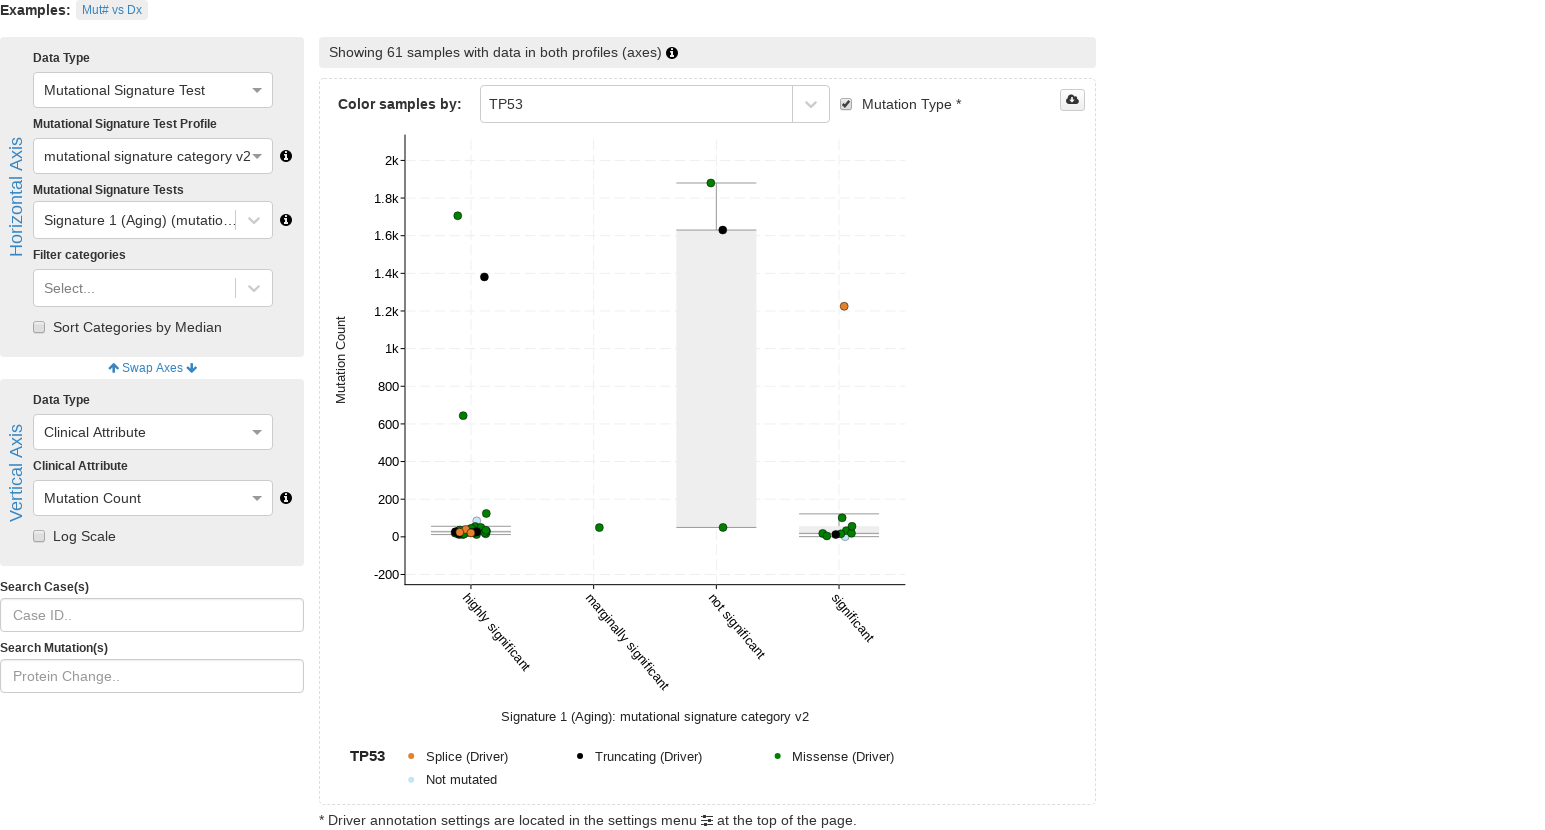 Examples: Mut# vs Dx
Horizontal Axis
Data Type
Mutational Signature Test
Mutational Signature Test Profile
mutational signature category v2
Mutational Signature Tests
Signature 1 (Aging) (mutatio...
Filter categories
Select...
Sort Categories by Median
Swap Axes
Vertical Axis
Data Type
Clinical Attribute
Clinical Attribute
Mutation Count
Log Scale
Search Case(s)
Case ID..
Search Mutation(s)
Protein Change..
Showing 61 samples with data in both profiles (axes)
Color samples by: TP53 Mutation Type *
Mutation Count
2k
1.8k
1.6k
1.4k
1.2k
1k
800
600
400
200
0
-200
highly significant
marginally significant
not significant
significant
Signature 1 (Aging): mutational signature category v2
TP53 Splice (Driver) Truncating (Driver) Missense (Driver)
Not mutated
* Driver annotation settings are located in the settings menu at the top of the page.